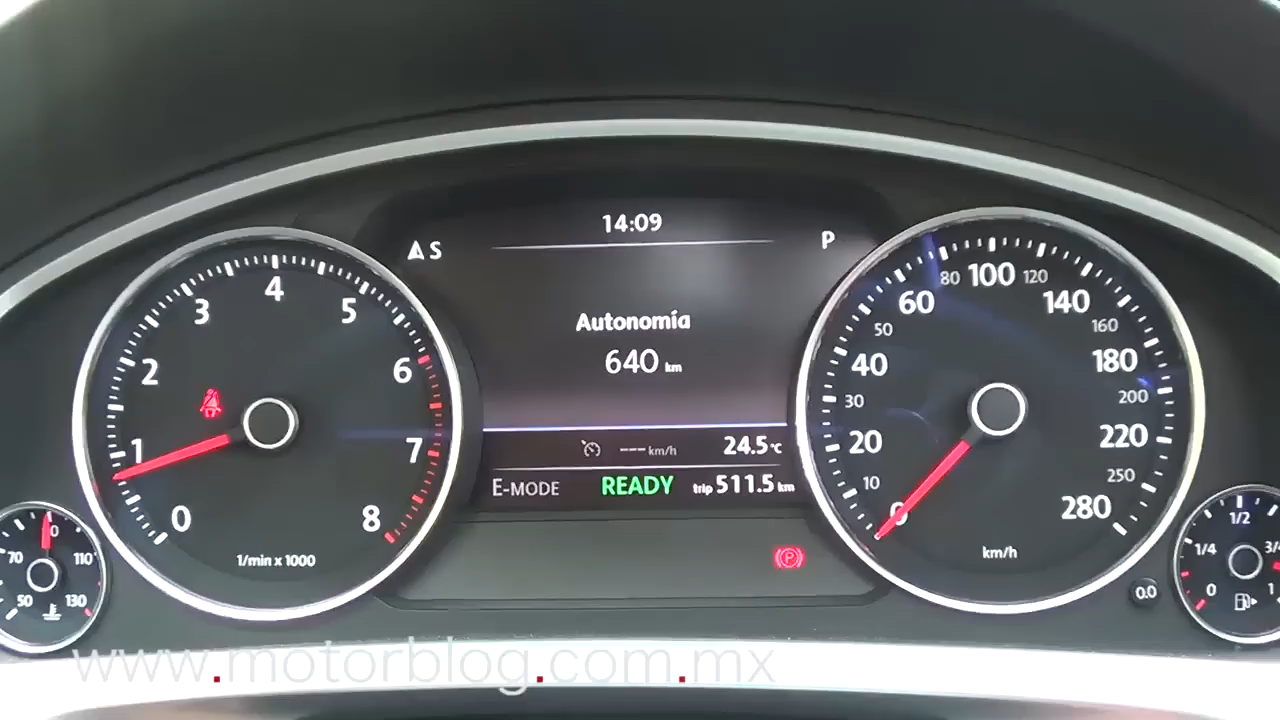 14:09
S
P
Autonomía
640 km
--- km/h
24.5 °C
E-MODE READY trip 511.5 km
0 1 2 3 4 5 6 7 8
1/min x 1000
0 10 20 30 40 50 60 80 100 120 140 160 180 200 220 250 280
km/h
50 70 110 130
0 1/4 1/2 1
0.0
P
www.motorblog.com.mx